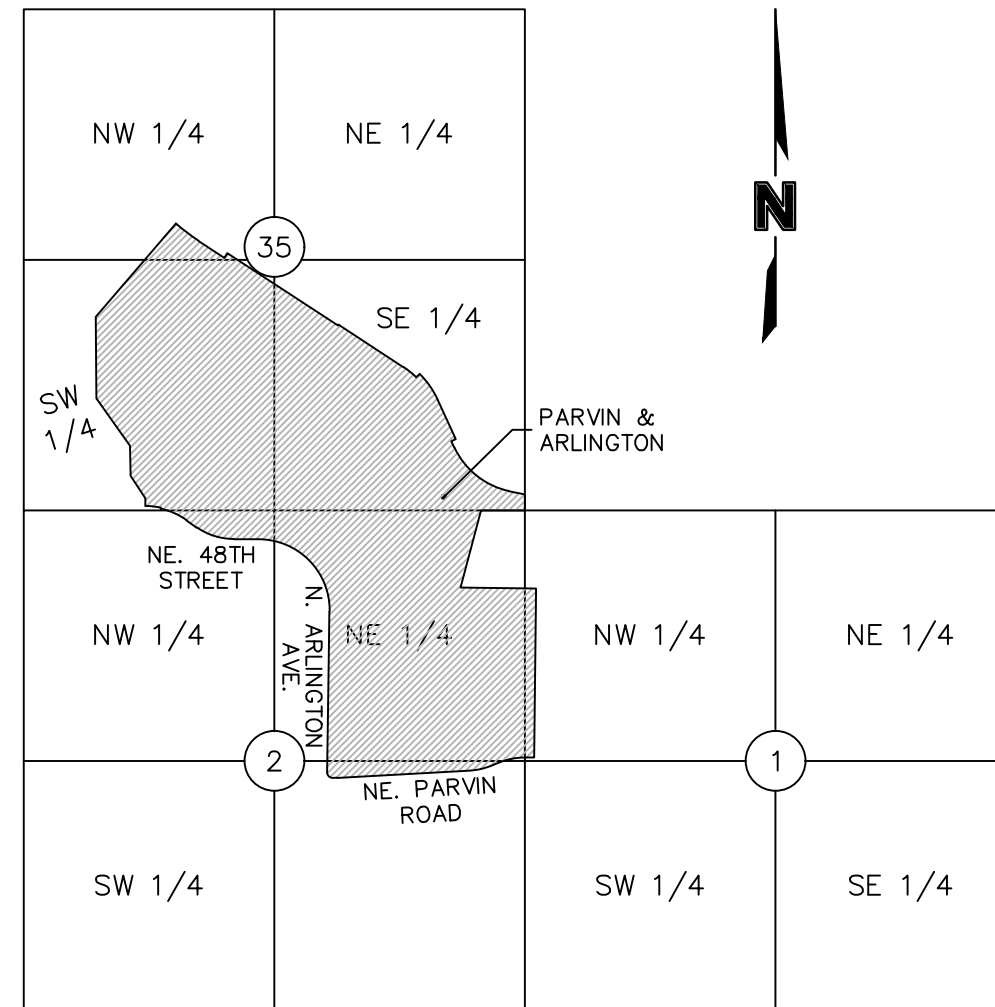 NW 1/4
NE 1/4
N
35
SE 1/4
SW
1/4
PARVIN &
ARLINGTON
NE. 48TH
STREET
NW 1/4
N. ARLINGTON
AVE.
NE 1/4
NW 1/4
NE 1/4
2
1
NE. PARVIN
ROAD
SW 1/4
SW 1/4
SE 1/4